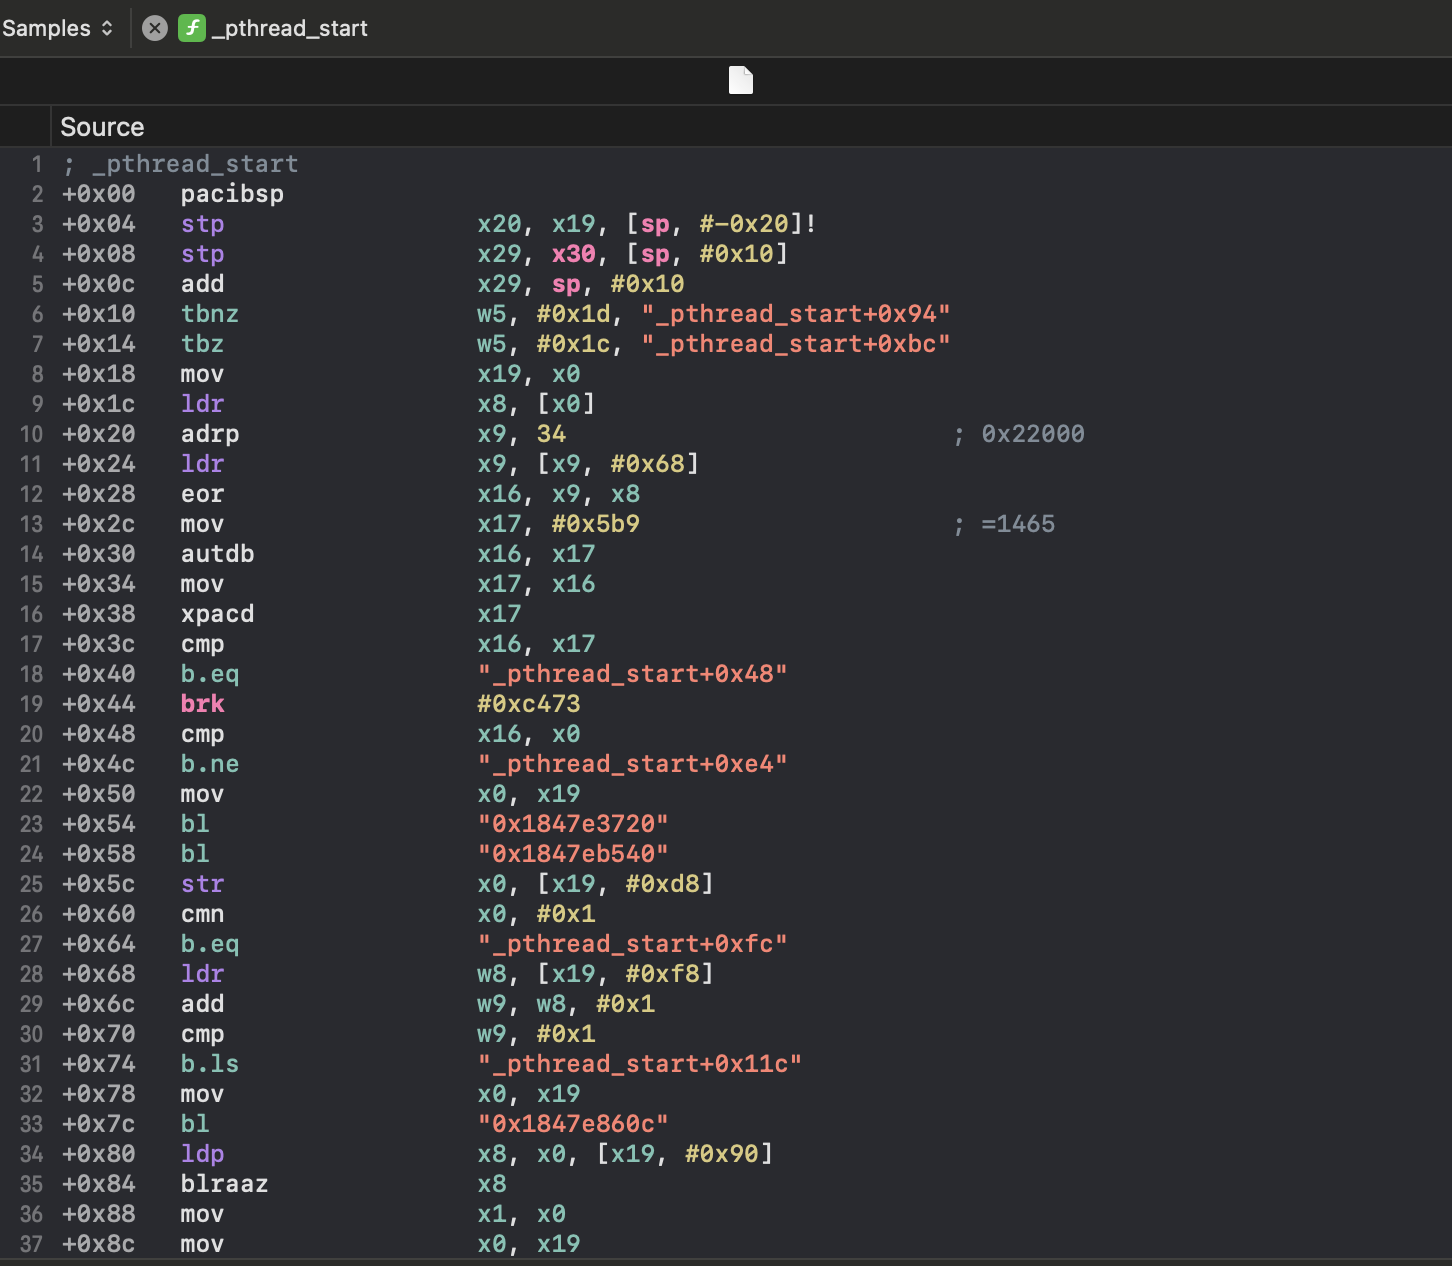 Samples _pthread_start
Source
1 ; _pthread_start
2 +0x00 pacibsp
3 +0x04 stp x20, x19, [sp, #-0x20]!
4 +0x08 stp x29, x30, [sp, #0x10]
5 +0x0c add x29, sp, #0x10
6 +0x10 tbnz w5, #0x1d, "_pthread_start+0x94"
7 +0x14 tbz w5, #0x1c, "_pthread_start+0xbc"
8 +0x18 mov x19, x0
9 +0x1c ldr x8, [x0]
10 +0x20 adrp x9, 34 ; 0x22000
11 +0x24 ldr x9, [x9, #0x68]
12 +0x28 eor x16, x9, x8
13 +0x2c mov x17, #0x5b9 ; =1465
14 +0x30 autdb x16, x17
15 +0x34 mov x17, x16
16 +0x38 xpacd x17
17 +0x3c cmp x16, x17
18 +0x40 b.eq "_pthread_start+0x48"
19 +0x44 brk #0xc473
20 +0x48 cmp x16, x0
21 +0x4c b.ne "_pthread_start+0xe4"
22 +0x50 mov x0, x19
23 +0x54 bl "0x1847e3720"
24 +0x58 bl "0x1847eb540"
25 +0x5c str x0, [x19, #0xd8]
26 +0x60 cmn x0, #0x1
27 +0x64 b.eq "_pthread_start+0xfc"
28 +0x68 ldr w8, [x19, #0xf8]
29 +0x6c add w9, w8, #0x1
30 +0x70 cmp w9, #0x1
31 +0x74 b.ls "_pthread_start+0x11c"
32 +0x78 mov x0, x19
33 +0x7c bl "0x1847e860c"
34 +0x80 ldp x8, x0, [x19, #0x90]
35 +0x84 blraaz x8
36 +0x88 mov x1, x0
37 +0x8c mov x0, x19